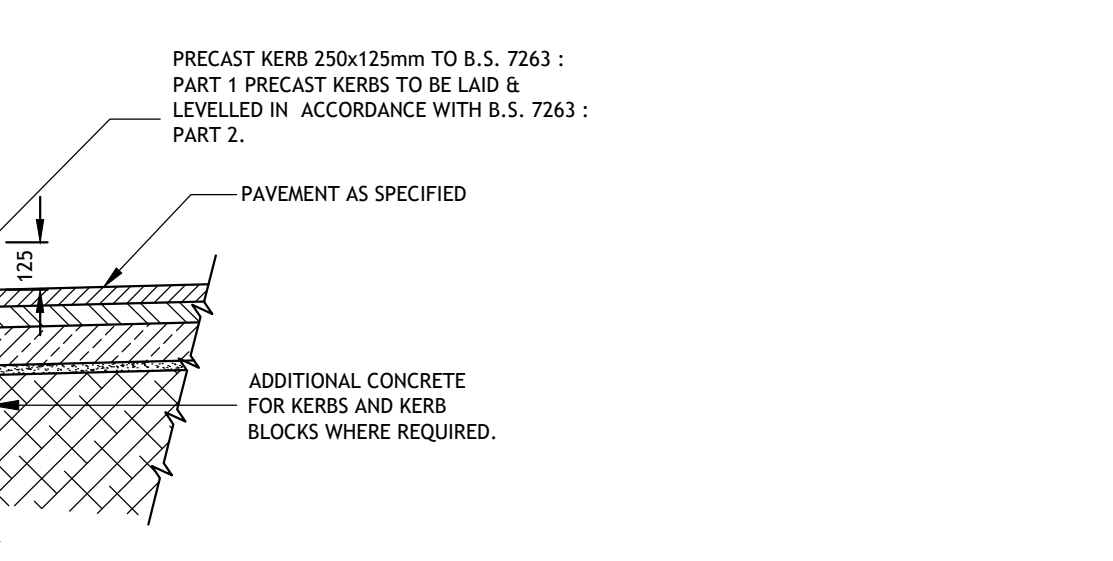 PRECAST KERB 250x125mm TO B.S. 7263 :
PART 1 PRECAST KERBS TO BE LAID &
LEVELLED IN  ACCORDANCE WITH B.S. 7263 :
PART 2.
PAVEMENT AS SPECIFIED
125
ADDITIONAL CONCRETE
FOR KERBS AND KERB
BLOCKS WHERE REQUIRED.